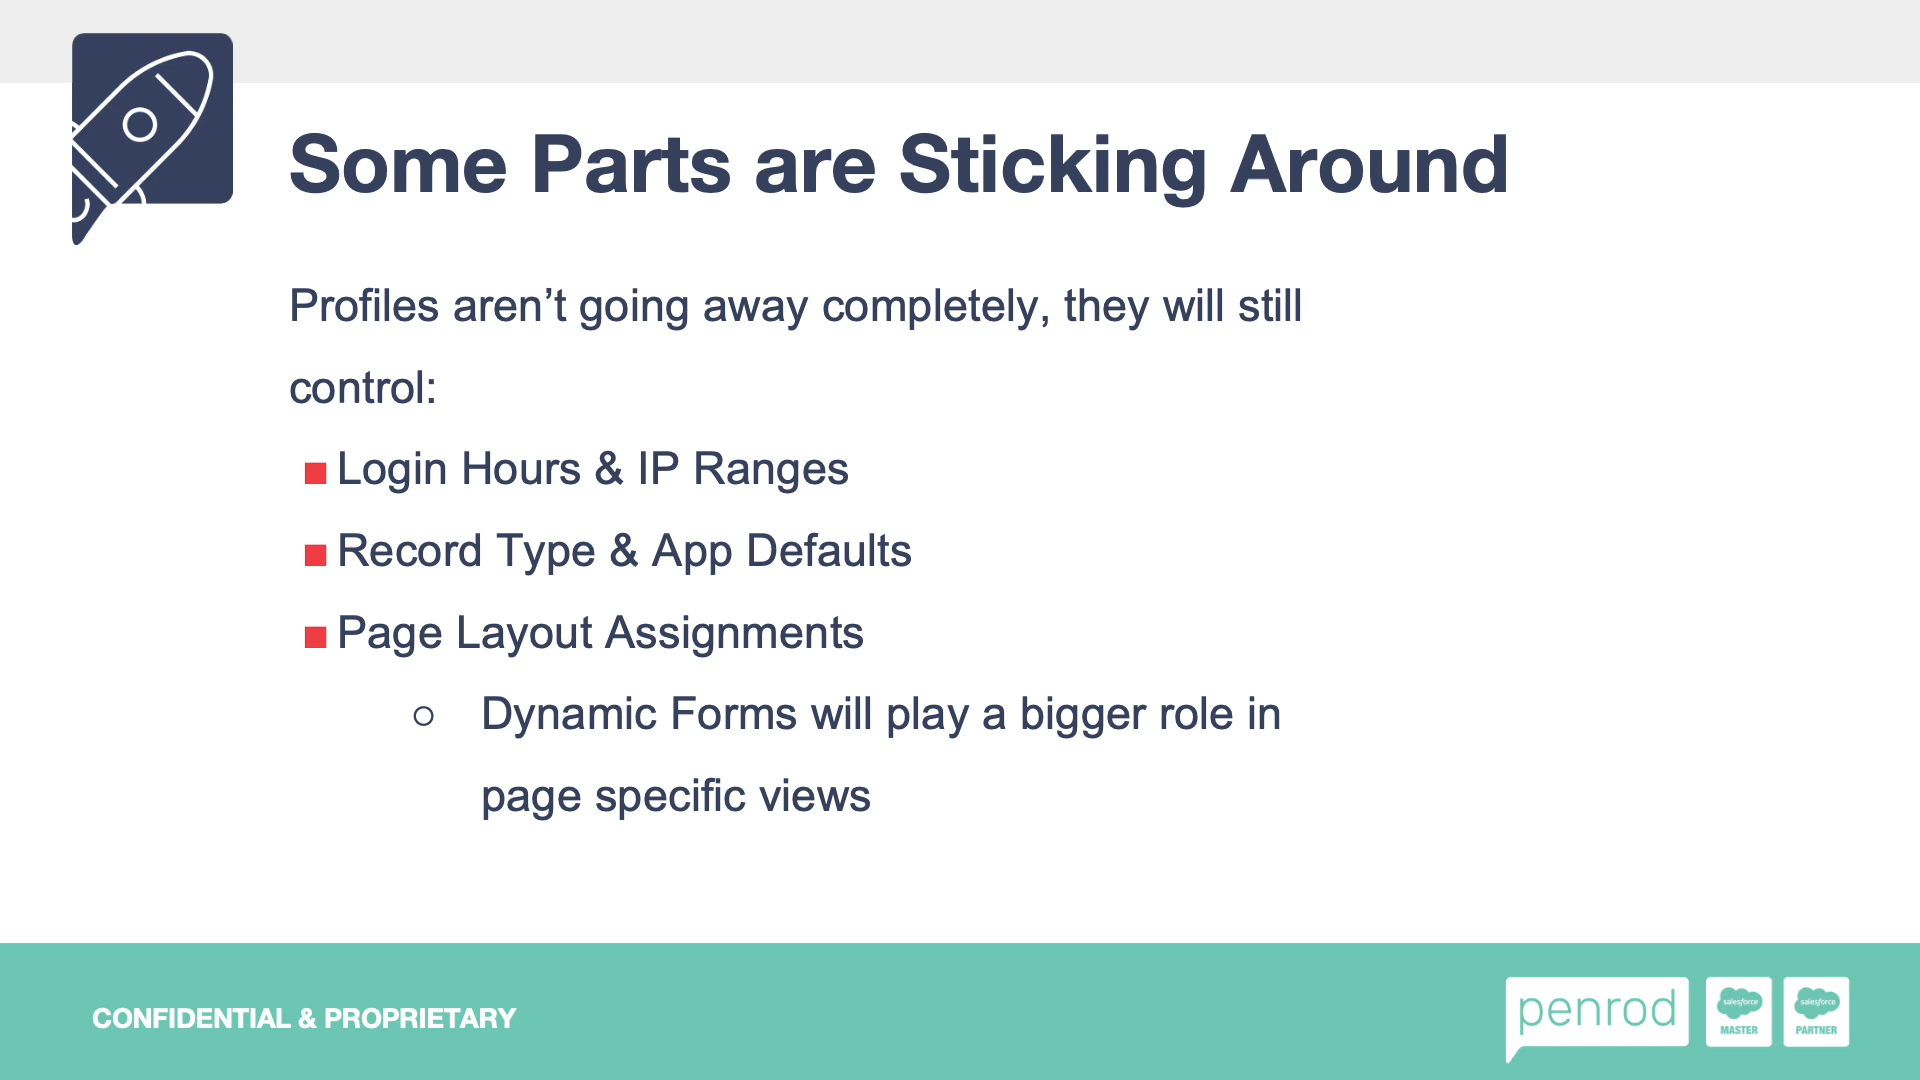 Some Parts are Sticking Around
Profiles aren’t going away completely, they will still
control:
Login Hours & IP Ranges
Record Type & App Defaults
Page Layout Assignments
Dynamic Forms will play a bigger role in
page specific views
CONFIDENTIAL & PROPRIETARY
penrod
salesforce
MASTER
salesforce
PARTNER